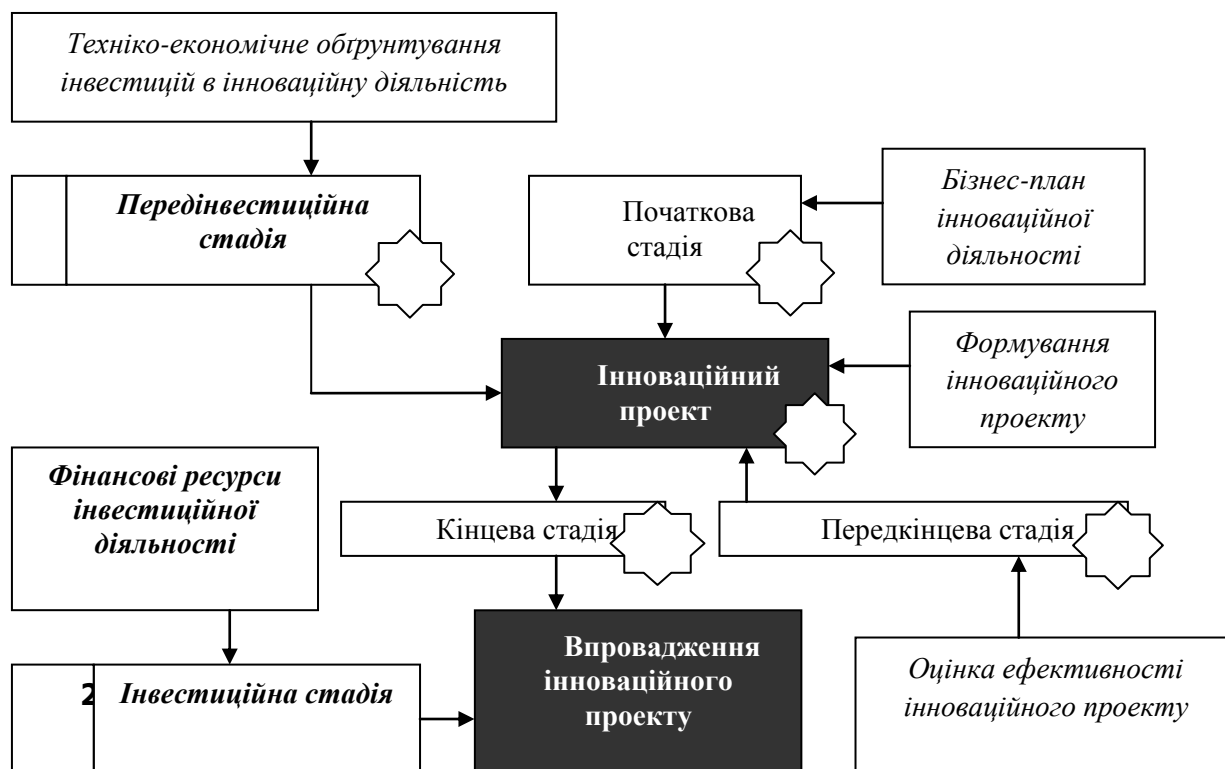 Техніко-економічне обґрунтування
інвестицій в інноваційну діяльність
Передінвестиційна
стадія
Початкова
стадія
Бізнес-план
інноваційної
діяльності
Інноваційний
проект
Формування
інноваційного
проекту
Фінансові ресурси
інвестиційної
діяльності
Кінцева стадія
Передкінцева стадія
2
Інвестиційна стадія
Впровадження
інноваційного
проекту
Оцінка ефективності
інноваційного проекту